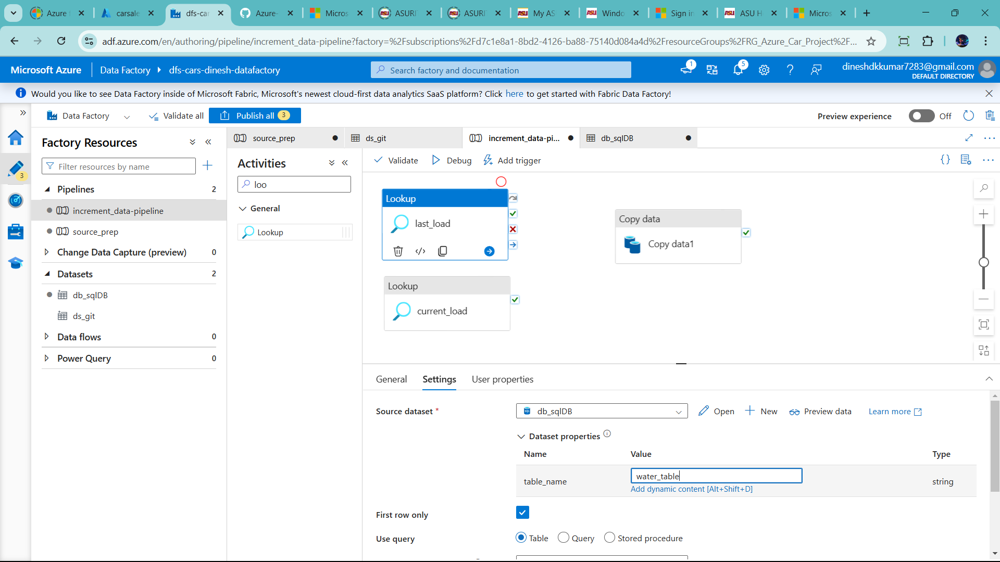 Azure
carsale
dfs-car
Azure-
Micros
ASURI
ASURI
My AS
Windo
Sign in
ASU H
Micros
adf.azure.com/en/authoring/pipeline/increment_data-pipeline?factory=%2Fsubscriptions%2Fd7c1e8a1-8bd2-4126-ba88-75140d084a4d%2FresourceGroups%2FRG_Azure_Car_Project%2F...
Microsoft Azure
Data Factory
dfs-cars-dinesh-datafactory
Search factory and documentation
1
5
dineshdkkumar7283@gmail.com
DEFAULT DIRECTORY
Would you like to see Data Factory inside of Microsoft Fabric, Microsoft's newest cloud-first data analytics SaaS platform? Click here to get started with Fabric Data Factory!
Data Factory
Validate all
Publish all 3
Preview experience
Off
3
Factory Resources
Filter resources by name
Pipelines 2
increment_data-pipeline
source_prep
Change Data Capture (preview) 0
Datasets 2
db_sqlDB
ds_git
Data flows 0
Power Query 0
source_prep
ds_git
increment_data-pi...
db_sqlDB
Activities
loo
General
Lookup
Validate
Debug
Add trigger
Lookup
last_load
Lookup
current_load
Copy data
Copy data1
General
Settings
User properties
Source dataset *
db_sqlDB
Open
New
Preview data
Learn more
Dataset properties
Name Value Type
table_name
water_table
string
Add dynamic content [Alt+Shift+D]
First row only
Use query
Table
Query
Stored procedure